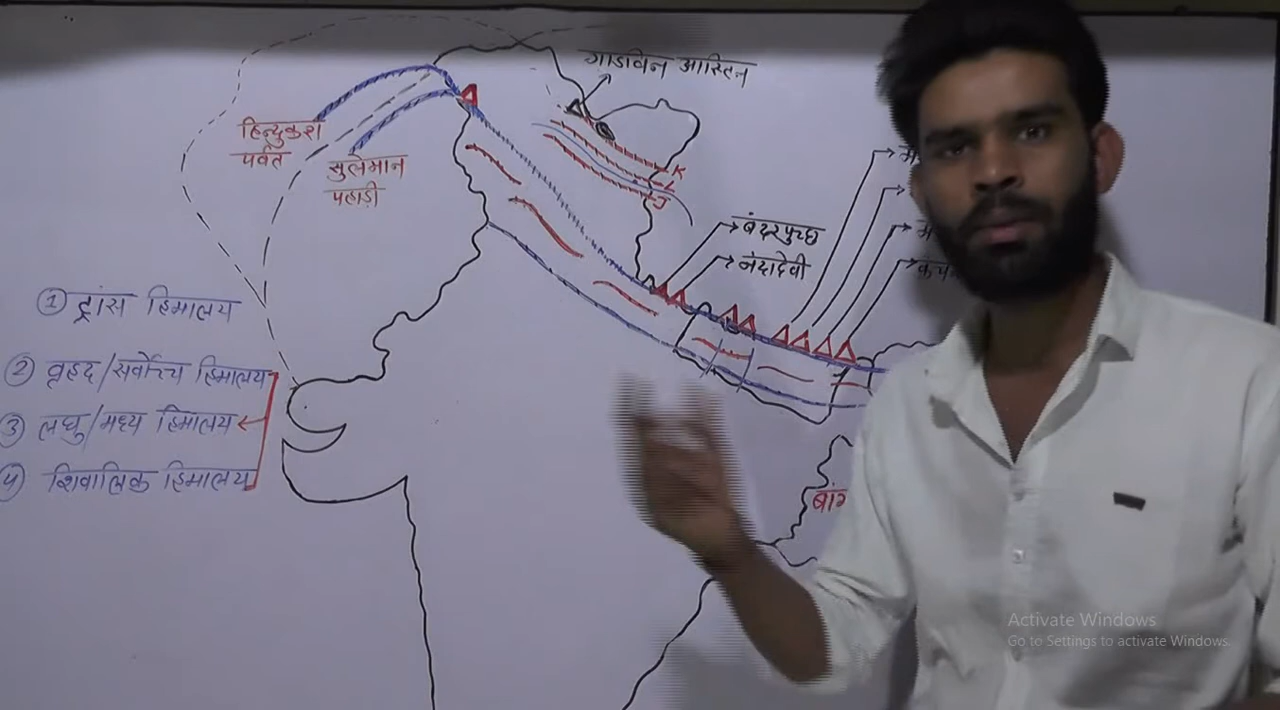 गाडविन आस्टिन
हिन्दुकुश
पर्वत
सुलेमान
पहाड़ी
K
L
J
बंदरपुच्छ
नंदादेवी
① ट्रांस हिमालय
② वृहद/सर्वोच्च हिमालय
③ लघु/मध्य हिमालय
④ शिवालिक हिमालय
Activate Windows
Go to Settings to activate Windows.